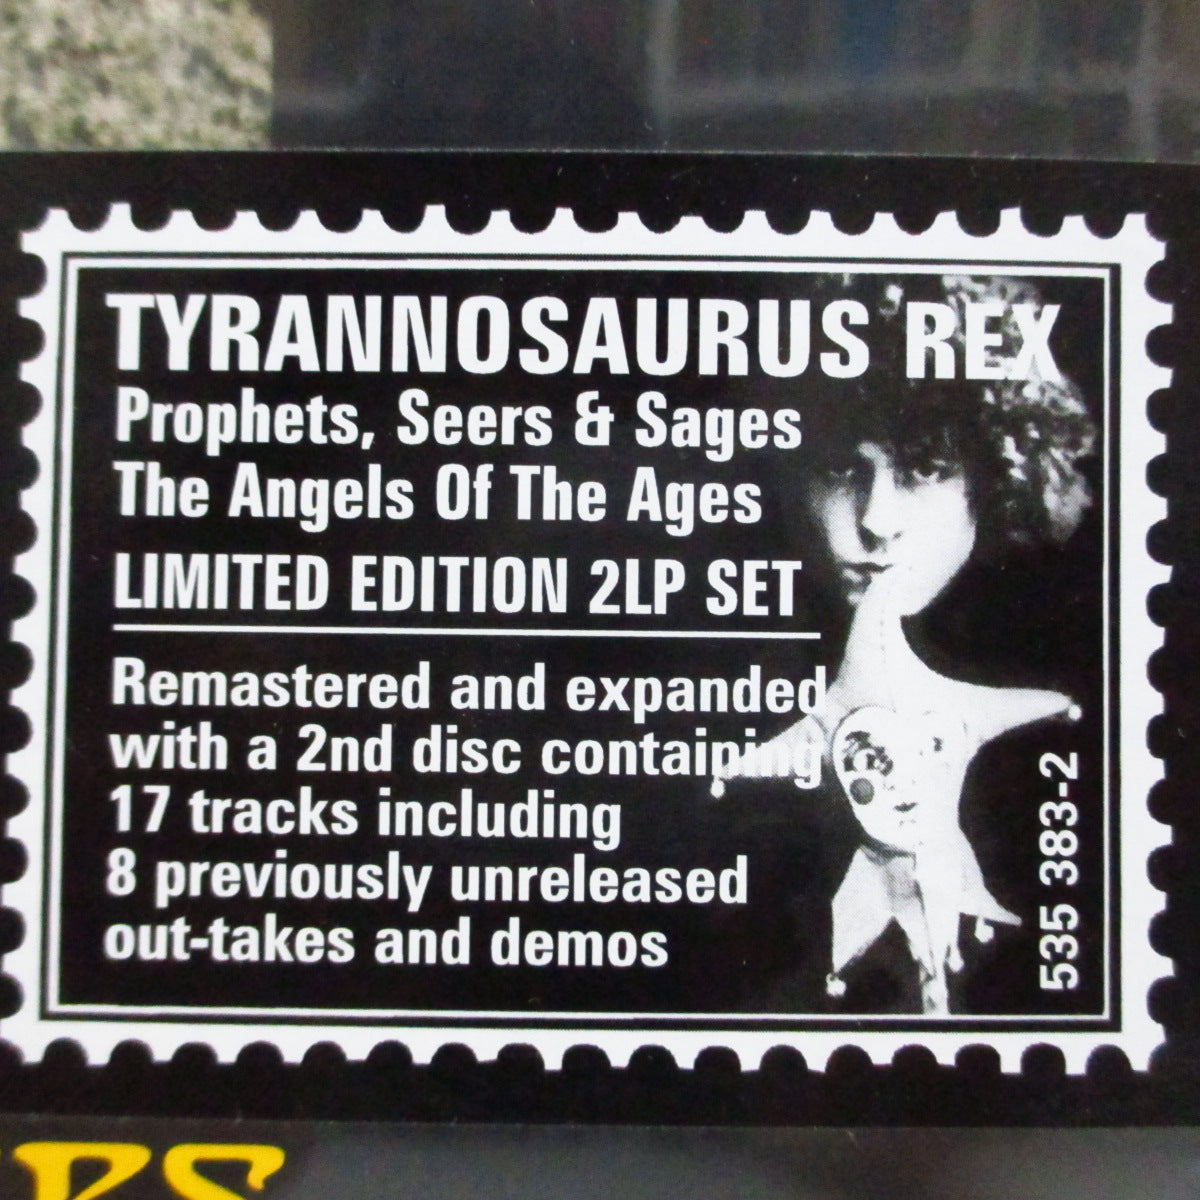 TYRANNOSAURUS REX
Prophets, Seers & Sages
The Angels Of The Ages
LIMITED EDITION 2LP SET
Remastered and expanded
with a 2nd disc containing
17 tracks including
8 previously unreleased
out-takes and demos
535 383-2